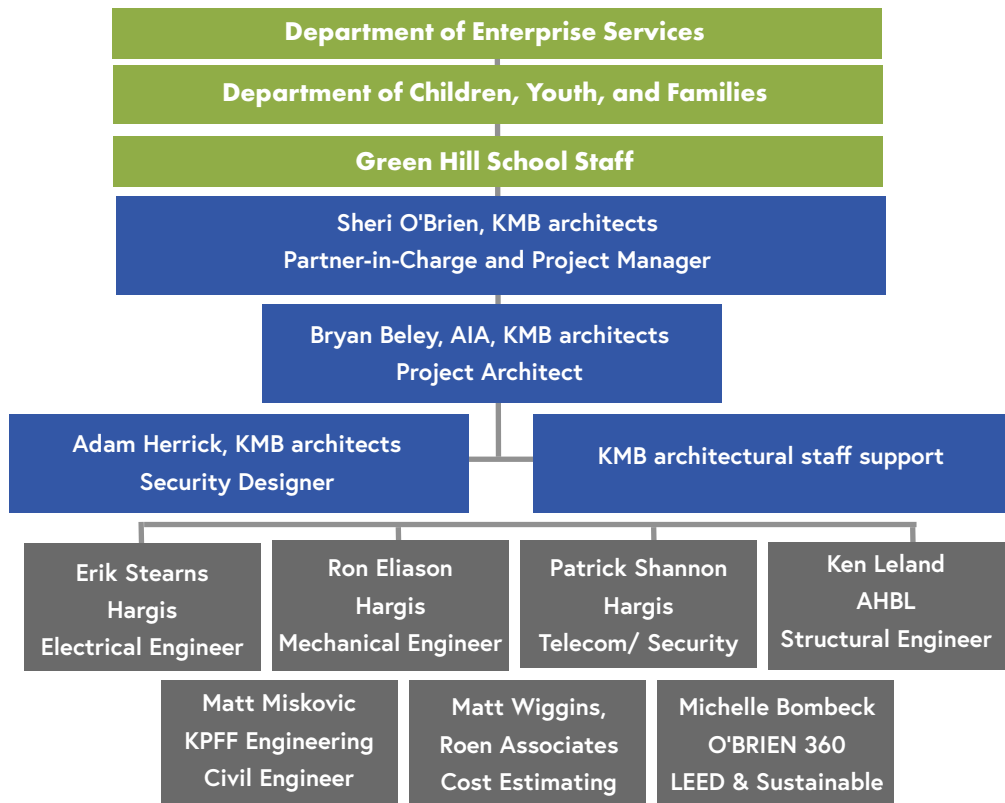 Department of Enterprise Services
Department of Children, Youth, and Families
Green Hill School Staff
Sheri O'Brien, KMB architects
Partner-in-Charge and Project Manager
Bryan Beley, AIA, KMB architects
Project Architect
Adam Herrick, KMB architects
Security Designer
KMB architectural staff support
Erik Stearns
Hargis
Electrical Engineer
Ron Eliason
Hargis
Mechanical Engineer
Patrick Shannon
Hargis
Telecom/ Security
Ken Leland
AHBL
Structural Engineer
Matt Miskovic
KPFF Engineering
Civil Engineer
Matt Wiggins,
Roen Associates
Cost Estimating
Michelle Bombeck
O'BRIEN 360
LEED & Sustainable